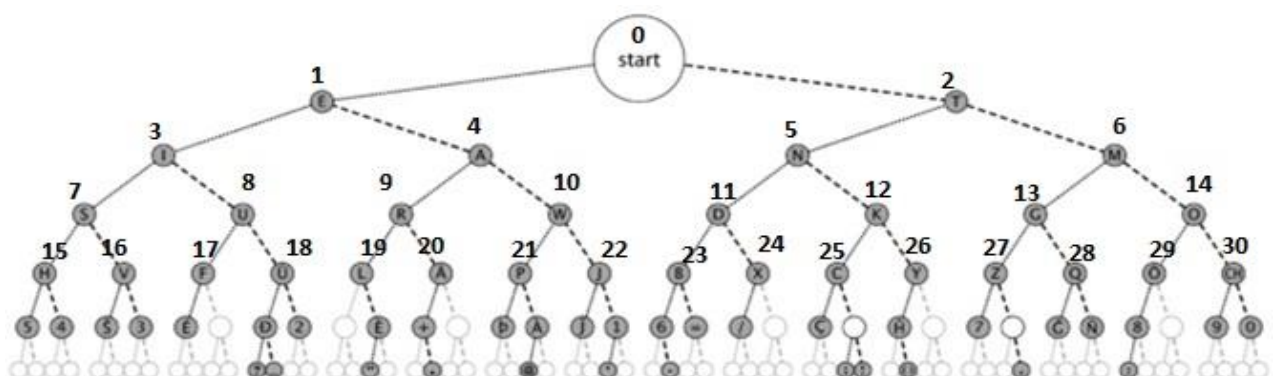 0
start
1 2
E T
3 4 5 6
I A N M
7 8 9 10 11 12 13 14
S U R W D K G O
15 16 17 18 19 20 21 22 23 24 25 26 27 28 29 30
H V F Ü L Ä P J B X C Y Z Q Ö CH
5 4 Ŝ 3 É Đ 2 È + Þ À Ĵ 1 6 = / Ç Ĥ 7 Ĝ Ñ 8 9 0
? _ " . @ ' - ; ! () , :